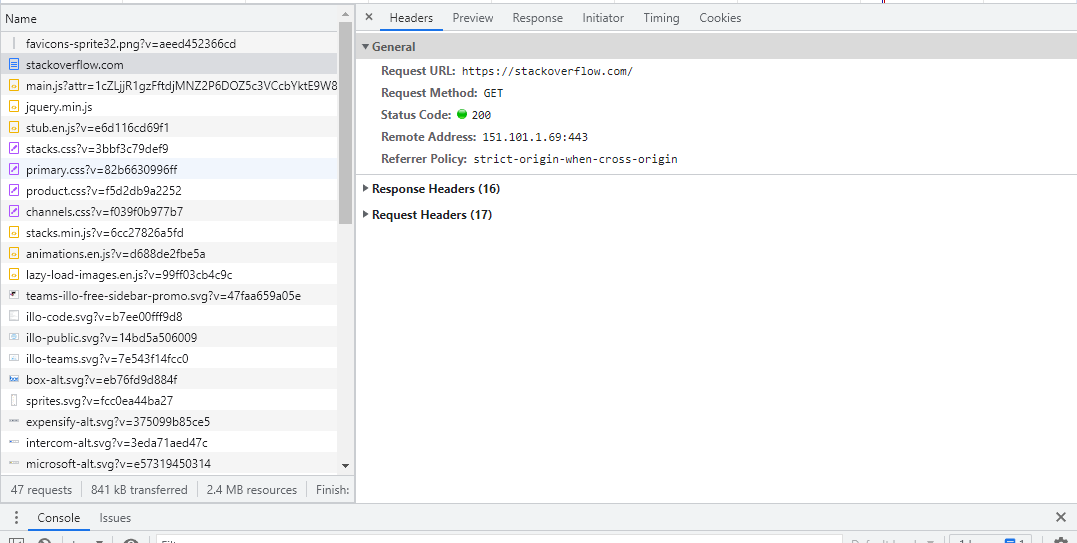 Name
Headers Preview Response Initiator Timing Cookies
favicons-sprite32.png?v=aeed452366cd
stackoverflow.com
main.js?attr=1cZLjjR1gzFftdjMNZ2P6DOZ5c3VCcbYktE9W8
jquery.min.js
stub.en.js?v=e6d116cd69f1
stacks.css?v=3bbf3c79def9
primary.css?v=82b6630996ff
product.css?v=f5d2db9a2252
channels.css?v=f039f0b977b7
stacks.min.js?v=6cc27826a5fd
animations.en.js?v=d688de2fbe5a
lazy-load-images.en.js?v=99ff03cb4c9c
teams-illo-free-sidebar-promo.svg?v=47faa659a05e
illo-code.svg?v=b7ee00fff9d8
illo-public.svg?v=14bd5a506009
illo-teams.svg?v=7e543f14fcc0
box-alt.svg?v=eb76fd9d884f
sprites.svg?v=fcc0ea44ba27
expensify-alt.svg?v=375099b85ce5
intercom-alt.svg?v=3eda71aed47c
microsoft-alt.svg?v=e57319450314
47 requests 841 kB transferred 2.4 MB resources Finish:
General
Request URL: https://stackoverflow.com/
Request Method: GET
Status Code: 200
Remote Address: 151.101.1.69:443
Referrer Policy: strict-origin-when-cross-origin
Response Headers (16)
Request Headers (17)
Console Issues